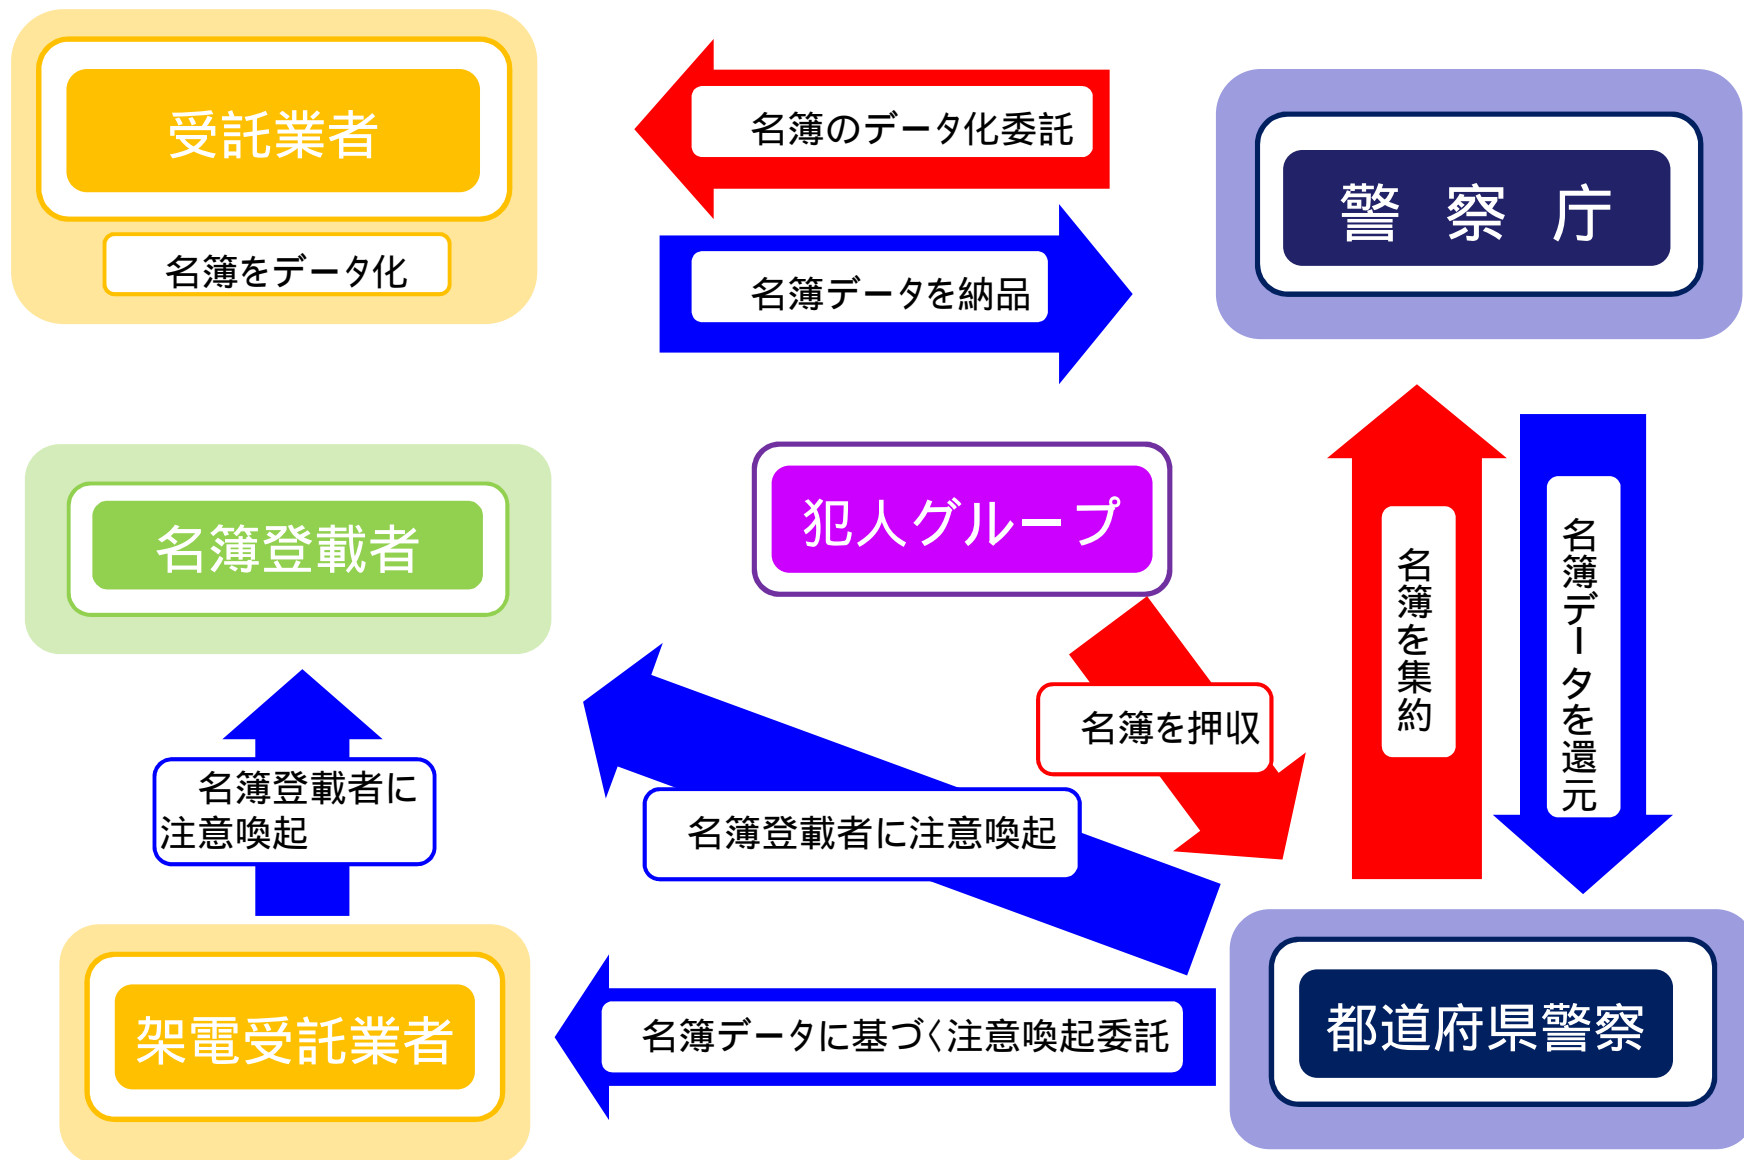 受託業者
名簿をデータ化
名簿のデータ化委託
名簿データを納品
警察庁
名簿登載者
犯人グループ
名簿を押収
名簿を集約
名簿データを還元
名簿登載者に
注意喚起
名簿登載者に注意喚起
架電受託業者
名簿データに基づく注意喚起委託
都道府県警察